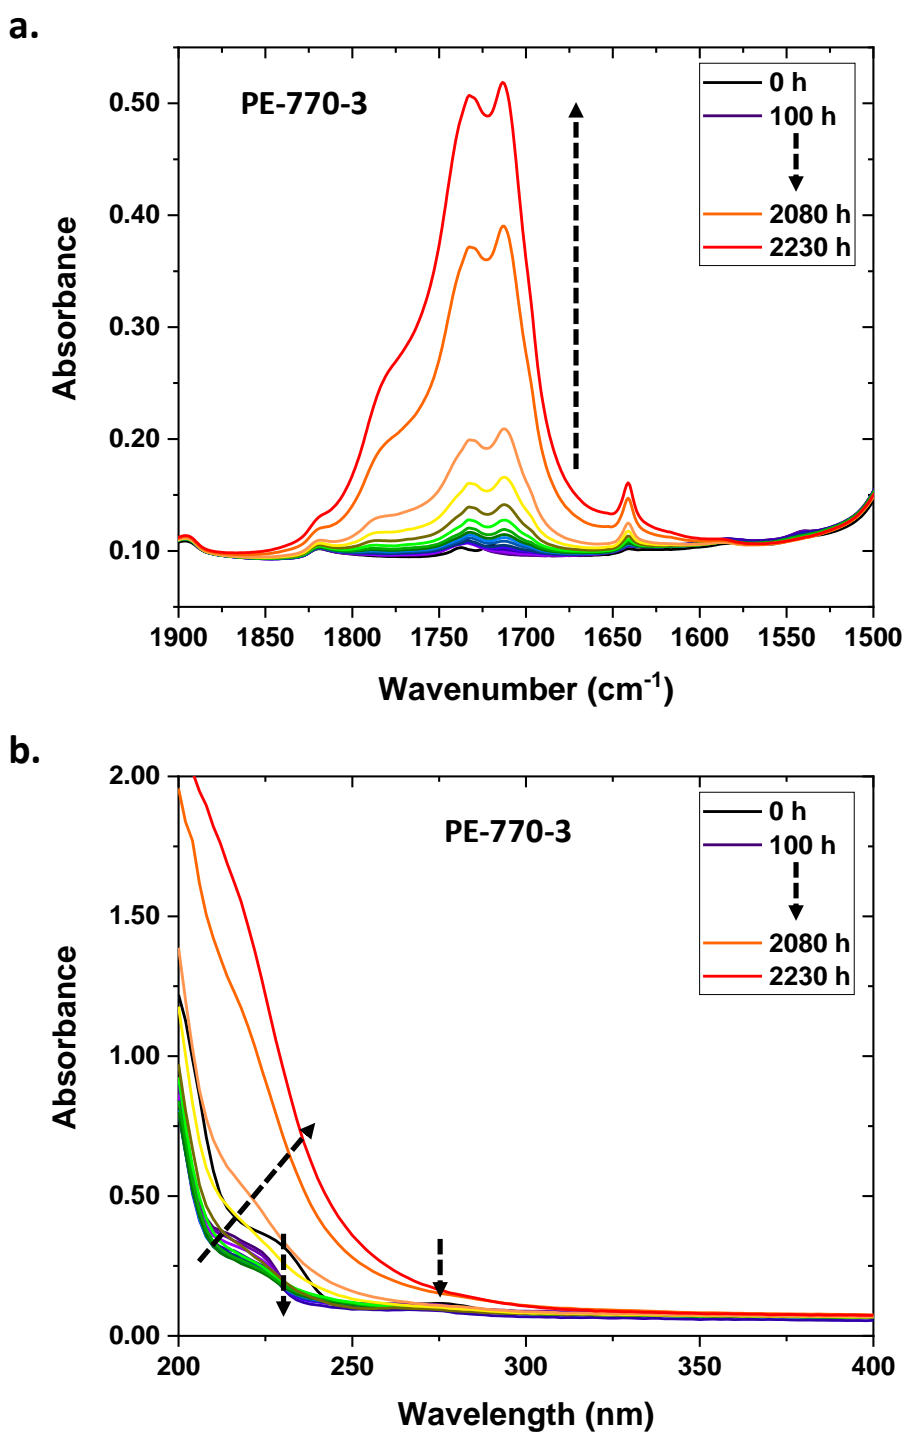 a.
PE-770-3
0 h
100 h
2080 h
2230 h
0.50
0.40
0.30
0.20
0.10
Absorbance
1900 1850 1800 1750 1700 1650 1600 1550 1500
Wavenumber (cm-1)
b.
PE-770-3
0 h
100 h
2080 h
2230 h
2.00
1.50
1.00
0.50
0.00
Absorbance
200 250 300 350 400
Wavelength (nm)